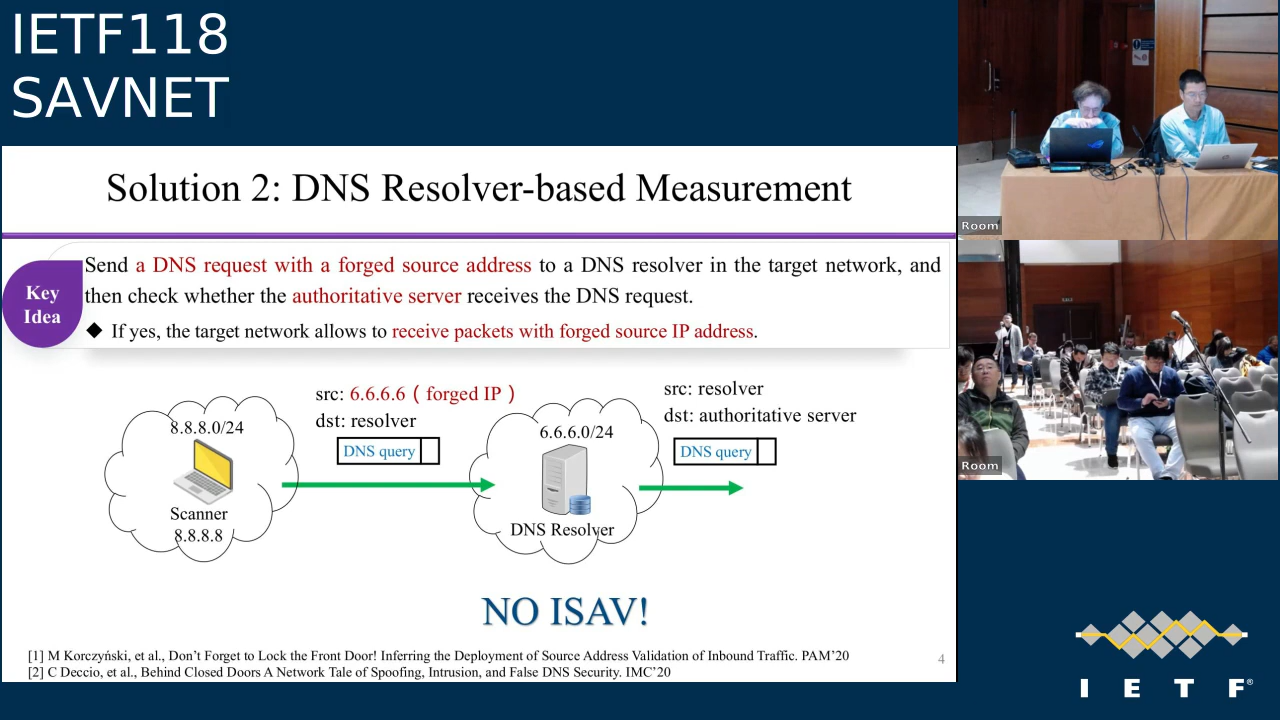 IETF118
SAVNET
Solution 2: DNS Resolver-based Measurement
Key
Idea
Send a DNS request with a forged source address to a DNS resolver in the target network, and
then check whether the authoritative server receives the DNS request.
◆ If yes, the target network allows to receive packets with forged source IP address.
src: 6.6.6.6 ( forged IP )
dst: resolver
DNS query
src: resolver
dst: authoritative server
DNS query
8.8.8.0/24
Scanner
8.8.8.8
6.6.6.0/24
DNS Resolver
NO ISAV!
[1] M Korczyński, et al., Don’t Forget to Lock the Front Door! Inferring the Deployment of Source Address Validation of Inbound Traffic. PAM’20
[2] C Deccio, et al., Behind Closed Doors A Network Tale of Spoofing, Intrusion, and False DNS Security. IMC’20
4
Room
Room
I E T F®